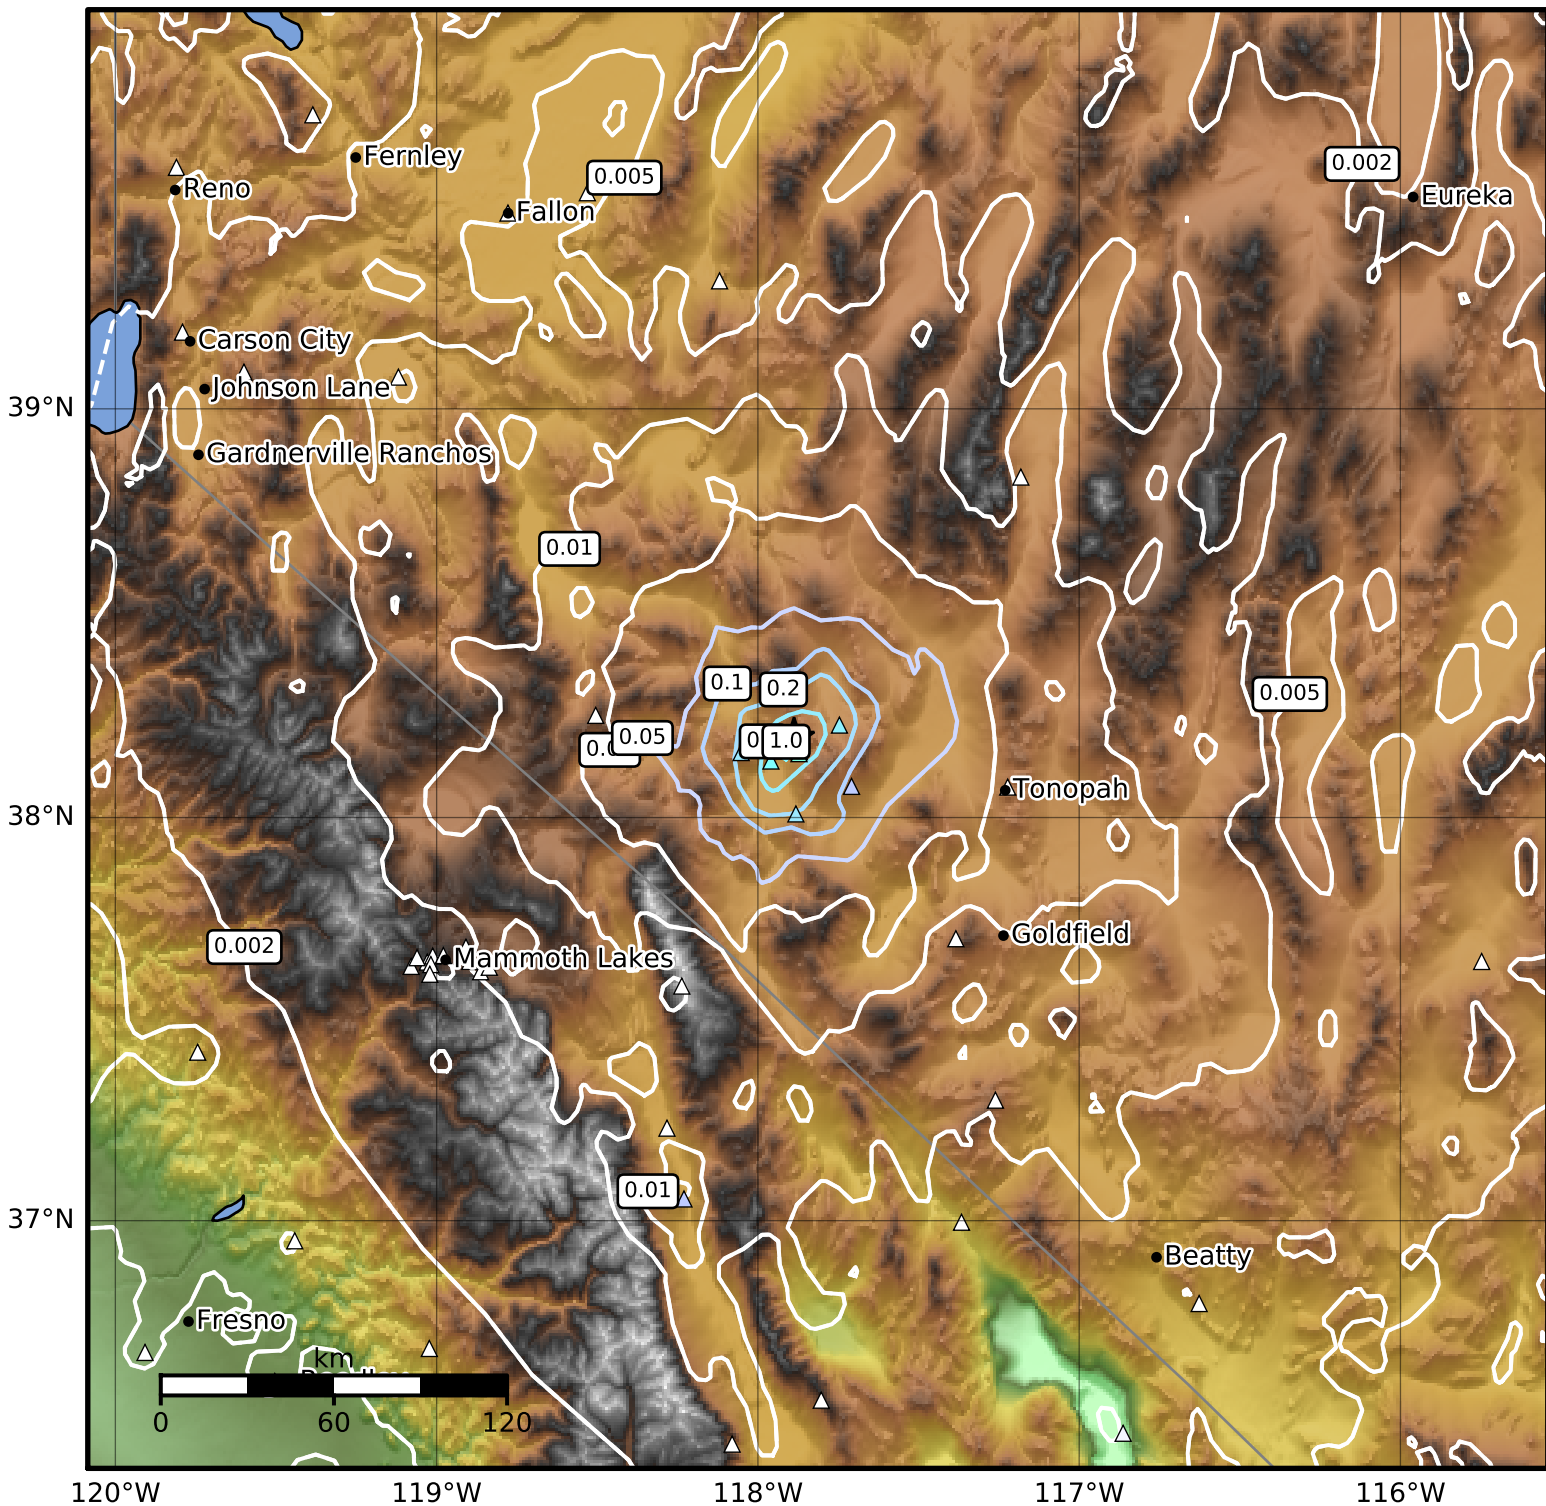 0.002
Fernley
0.005
Reno
Eureka
Fallon
Carson City
Johnson Lane
39°N
Gardnerville Ranchos
0.01
0.1
0.2
0.005
0.05
1.0
Tonopah
38°N
Goldfield
0.002
Mammoth Lakes
0.01
37°N
Beatty
Fresno
km
0
60
120
120°W
119°W
118°W
117°W
116°W